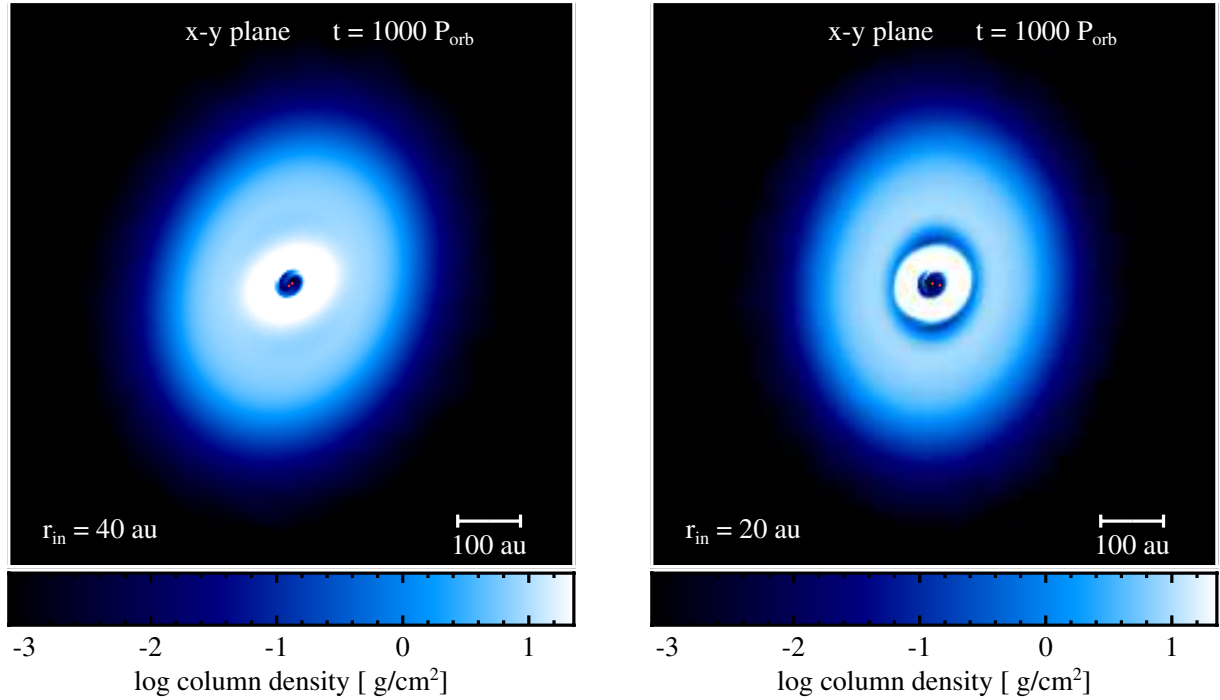 x-y plane t = 1000 P_orb
r_in = 40 au
100 au
-3 -2 -1 0 1
log column density [ g/cm²]
x-y plane t = 1000 P_orb
r_in = 20 au
100 au
-3 -2 -1 0 1
log column density [ g/cm²]